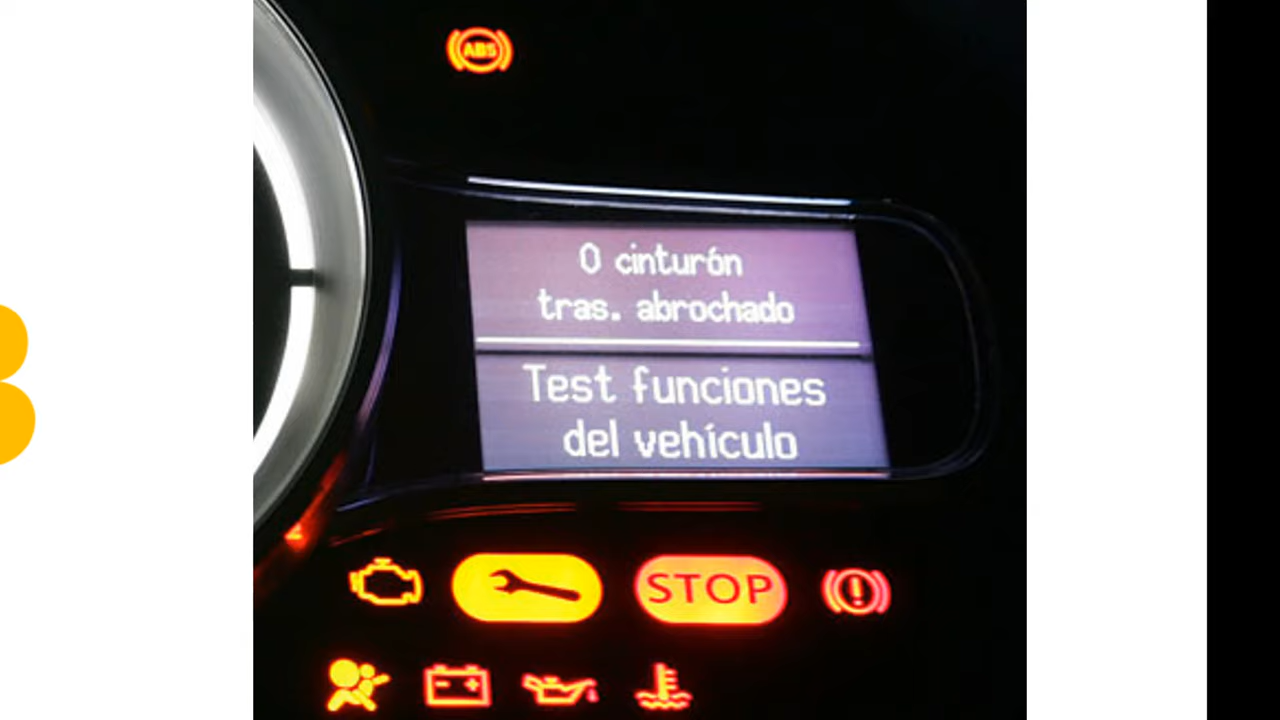 ABS
0 cinturón
tras. abrochado
Test funciones
del vehículo
STOP